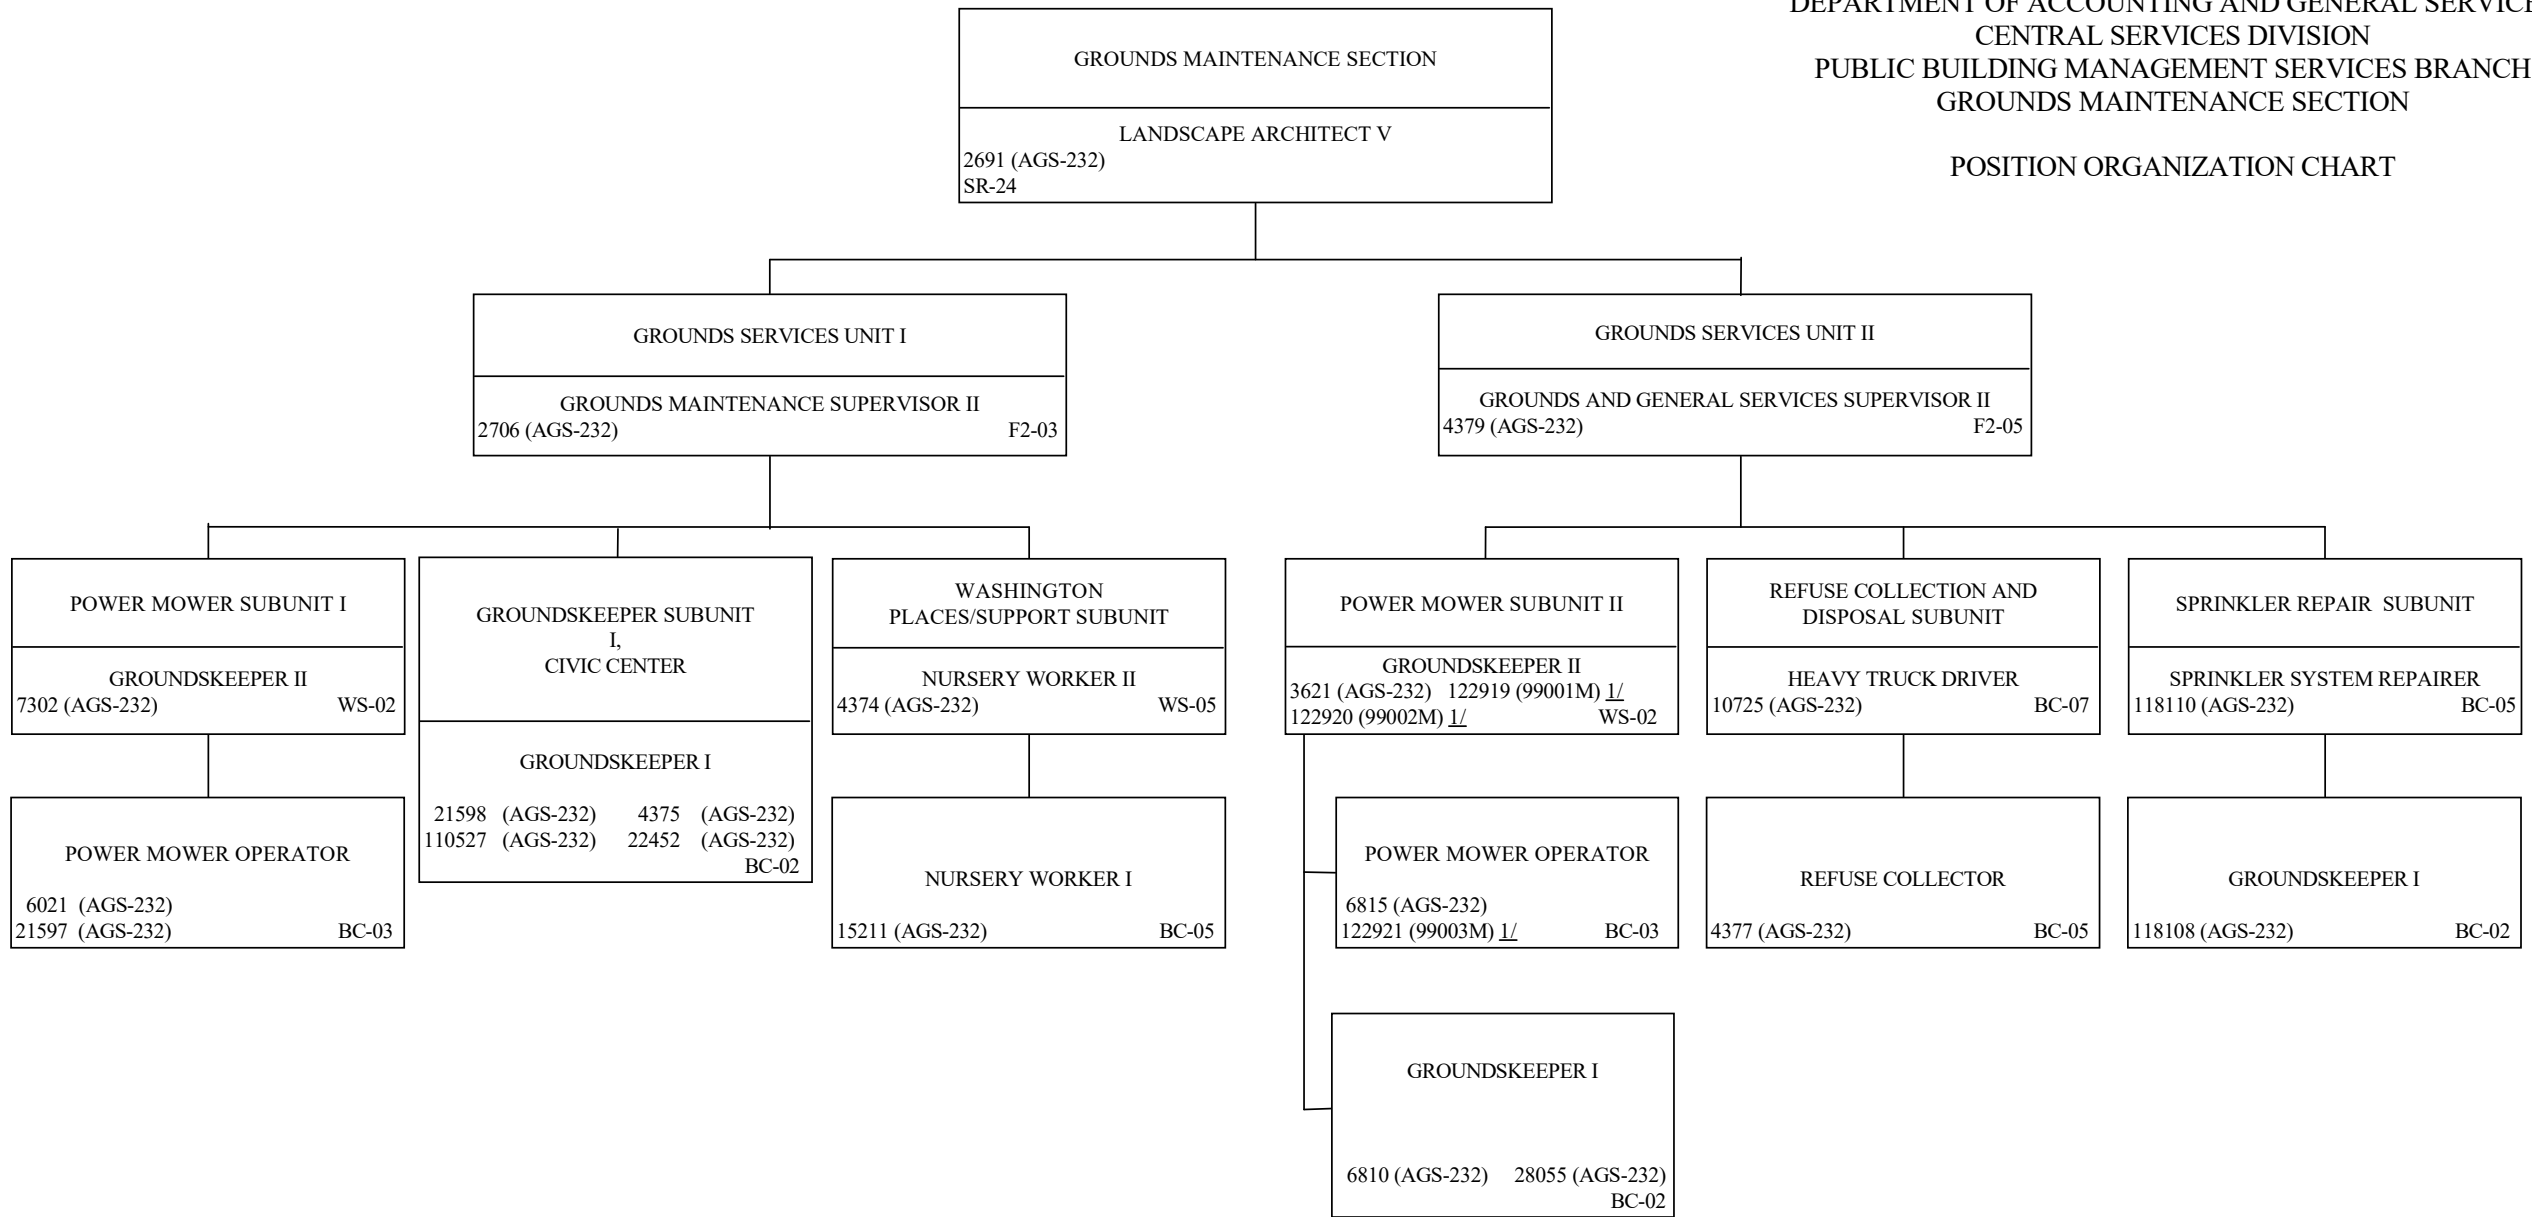 DEPARTMENT OF ACCOUNTING AND GENERAL
CENTRAL SERVICES DIVISION
PUBLIC BUILDING MANAGEMENT SERVICES BRANCH
GROUNDS MAINTENANCE SECTION
POSITION ORGANIZATION CHART
GROUNDS MAINTENANCE SECTION
LANDSCAPE ARCHITECT V
2691 (AGS-232)
SR-24
GROUNDS SERVICES UNIT I
GROUNDS MAINTENANCE SUPERVISOR II
2706 (AGS-232) F2-03
GROUNDS SERVICES UNIT II
GROUNDS AND GENERAL SERVICES SUPERVISOR II
4379 (AGS-232) F2-05
POWER MOWER SUBUNIT I
GROUNDSKEEPER II
7302 (AGS-232) WS-02
POWER MOWER OPERATOR
6021 (AGS-232)
21597 (AGS-232) BC-03
GROUNDSKEEPER SUBUNIT
I,
CIVIC CENTER
GROUNDSKEEPER I
21598 (AGS-232) 4375 (AGS-232)
110527 (AGS-232) 22452 (AGS-232)
BC-02
WASHINGTON
PLACES/SUPPORT SUBUNIT
NURSERY WORKER II
4374 (AGS-232) WS-05
NURSERY WORKER I
15211 (AGS-232) BC-05
POWER MOWER SUBUNIT II
GROUNDSKEEPER II
3621 (AGS-232) 122919 (99001M) 1/
122920 (99002M) 1/ WS-02
POWER MOWER OPERATOR
6815 (AGS-232)
122921 (99003M) 1/ BC-03
GROUNDSKEEPER I
6810 (AGS-232) 28055 (AGS-232)
BC-02
REFUSE COLLECTION AND
DISPOSAL SUBUNIT
HEAVY TRUCK DRIVER
10725 (AGS-232) BC-07
REFUSE COLLECTOR
4377 (AGS-232) BC-05
SPRINKLER REPAIR SUBUNIT
SPRINKLER SYSTEM REPAIRER
118110 (AGS-232) BC-05
GROUNDSKEEPER I
118108 (AGS-232) BC-02